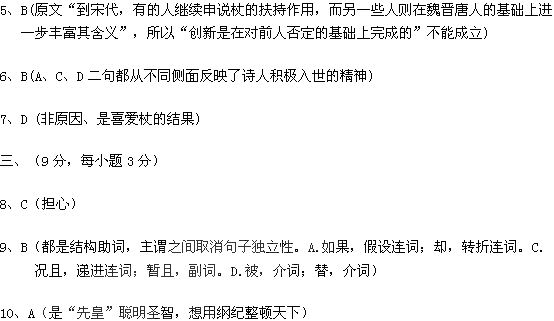 5、B(原文“到宋代，有的人继续申说杖的扶持作用，而另一些人则在魏晋唐人的基础上进
一步丰富其含义”，所以“创新是在对前人否定的基础上完成的”不能成立)
6、B(A、C、D 二句都从不同侧面反映了诗人积极入世的精神)
7、D (非原因、是喜爱杖的结果)
三、（9 分，每小题 3 分）
8、C（担心）
9、B（都是结构助词，主谓之间取消句子独立性。A.如果，假设连词；却，转折连词。C.
况且，递进连词；暂且，副词。D.被，介词；替，介词）
10、A（是“先皇”聪明圣智，想用纲纪整顿天下）